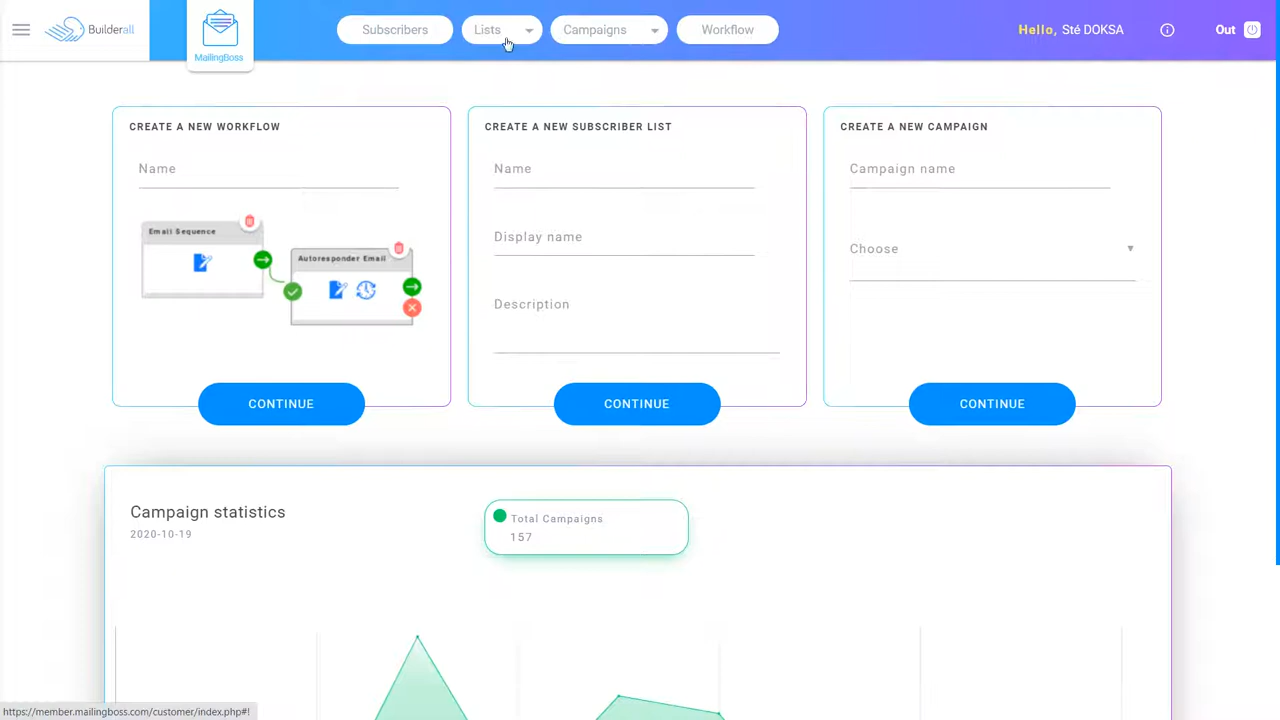 Builderall
MailingBoss
Subscribers
Lists
Campaigns
Workflow
Hello, Sté DOKSA
Out
CREATE A NEW WORKFLOW
Name
Email Sequence
Autoresponder Email
CONTINUE
CREATE A NEW SUBSCRIBER LIST
Name
Display name
Description
CONTINUE
CREATE A NEW CAMPAIGN
Campaign name
Choose
CONTINUE
Campaign statistics
2020-10-19
Total Campaigns
157
https://member.mailingboss.com/customer/index.php#!